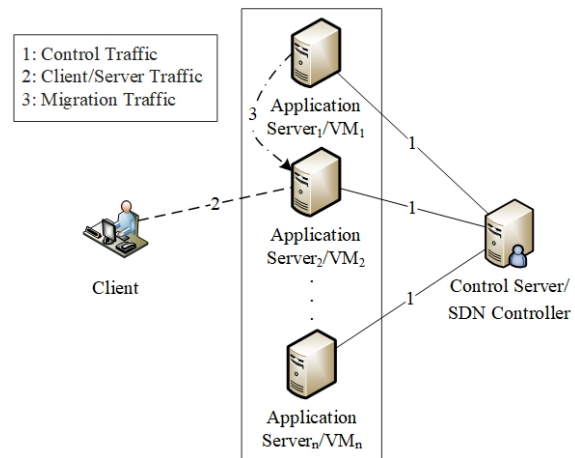 1: Control Traffic
2: Client/Server Traffic
3: Migration Traffic
3
Application
Server₁/VM₁
1
2
1
Application
Server₂/VM₂
Client
Control Server/
SDN Controller
1
Application
Serverₙ/VMₙ